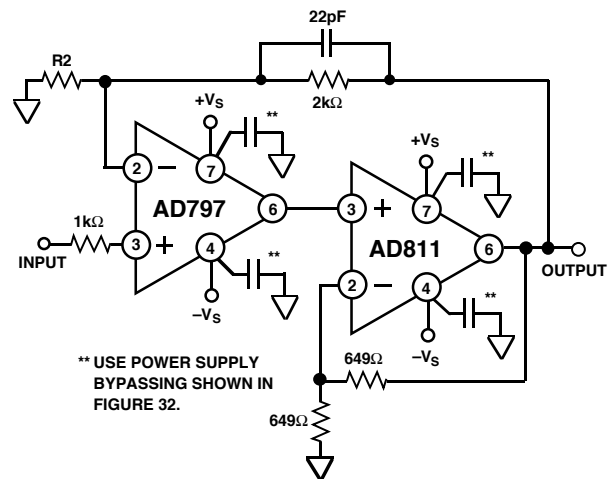 22pF
R2
2kΩ
+VS
**
2
−
7
AD797
6
1kΩ
INPUT
3
+
4
**
−VS
+VS
**
3
+
7
AD811
6
OUTPUT
2
−
4
**
−VS
649Ω
649Ω
** USE POWER SUPPLY
BYPASSING SHOWN IN
FIGURE 32.